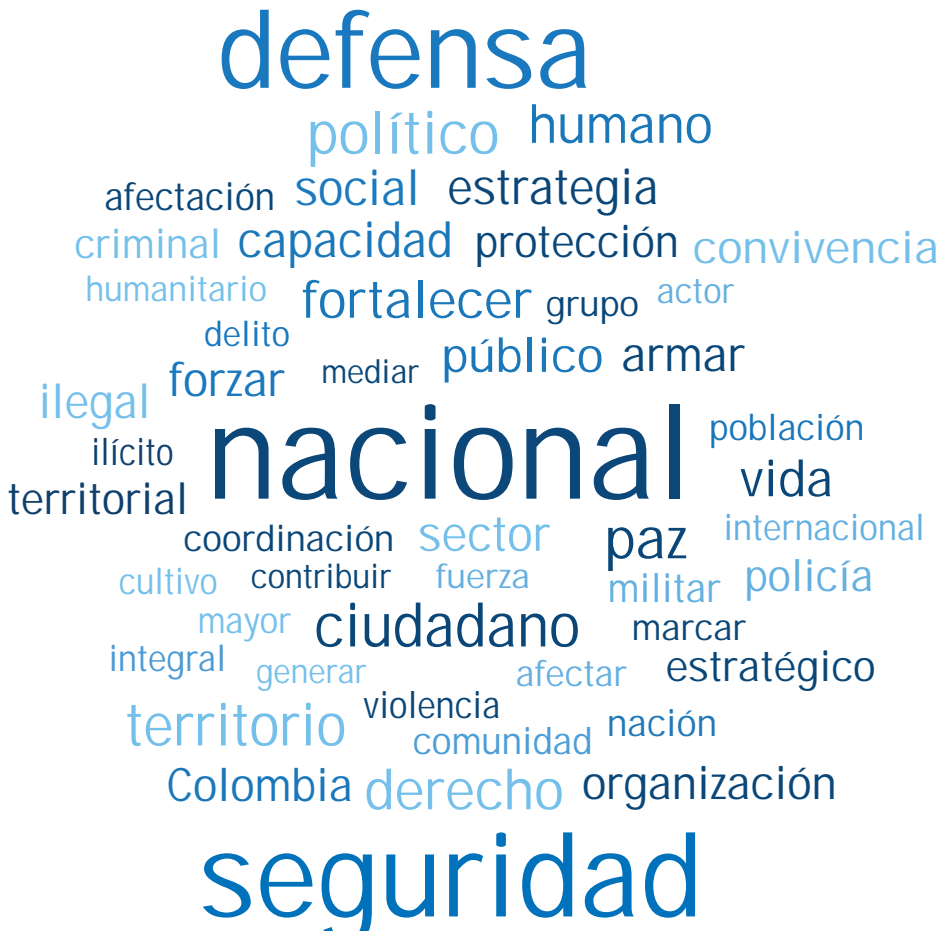 defensa
político humano
afectación social estrategia
criminal capacidad protección convivencia
humanitario fortalecer grupo actor
delito
forzar mediar público armar
ilegal
nacional población
ilícito
territorial vida
coordinación sector paz internacional
cultivo contribuir fuerza militar policía
mayor ciudadano marcar
integral generar afectar estratégico
territorio violencia comunidad nación
Colombia derecho organización
seguridad